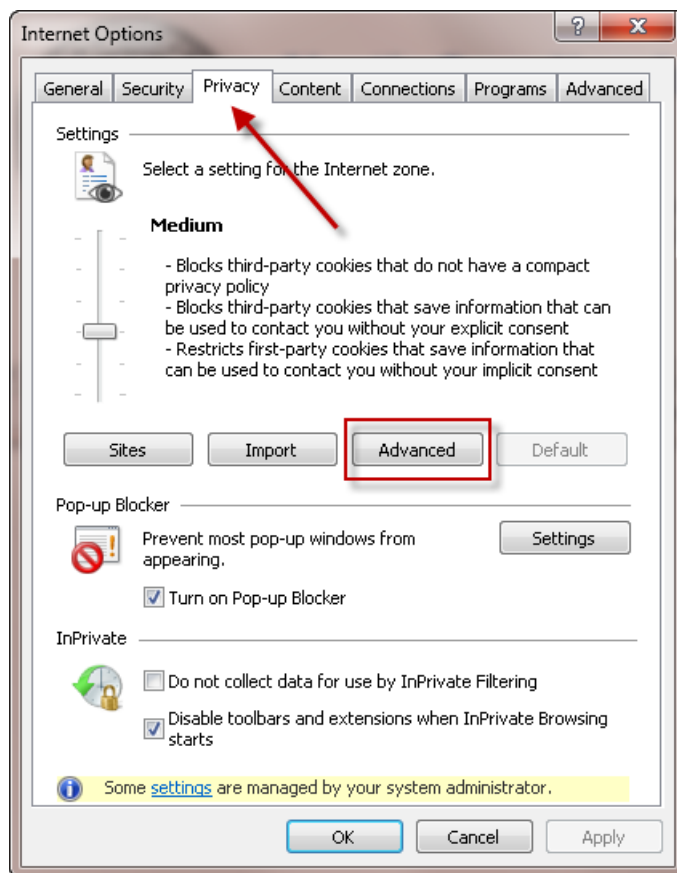 Internet Options
?
X
General Security Privacy Content Connections Programs Advanced
Settings
Select a setting for the Internet zone.
Medium
- Blocks third-party cookies that do not have a compact
privacy policy
- Blocks third-party cookies that save information that can
be used to contact you without your explicit consent
- Restricts first-party cookies that save information that
can be used to contact you without your implicit consent
Sites Import Advanced Default
Pop-up Blocker
Prevent most pop-up windows from
appearing.
Settings
Turn on Pop-up Blocker
InPrivate
Do not collect data for use by InPrivate Filtering
Disable toolbars and extensions when InPrivate Browsing
starts
Some settings are managed by your system administrator.
OK Cancel Apply